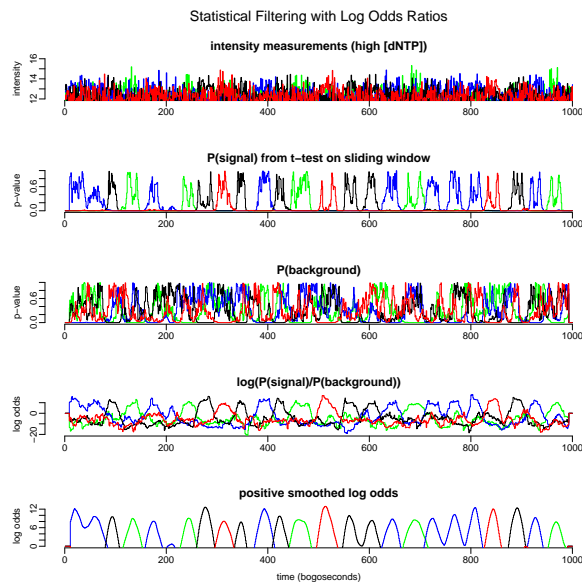 Statistical Filtering with Log Odds Ratios
intensity measurements (high [dNTP])
intensity
12 14 16
0 200 400 600 800 1000
P(signal) from t-test on sliding window
p-value
0.0 0.6
0 200 400 600 800 1000
P(background)
p-value
0.0 0.6
0 200 400 600 800 1000
log(P(signal)/P(background))
log odds
-20 0
0 200 400 600 800 1000
positive smoothed log odds
log odds
0 4 8 12
0 200 400 600 800 1000
time (bogoseconds)